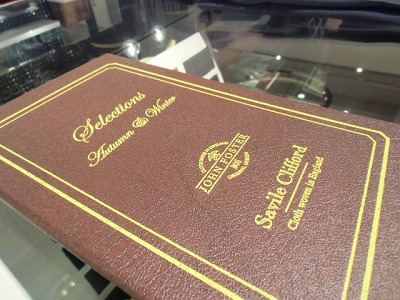 Selections
Autumn & Winter
JOHN FOSTER
Savile Clifford
Cloth woven in England